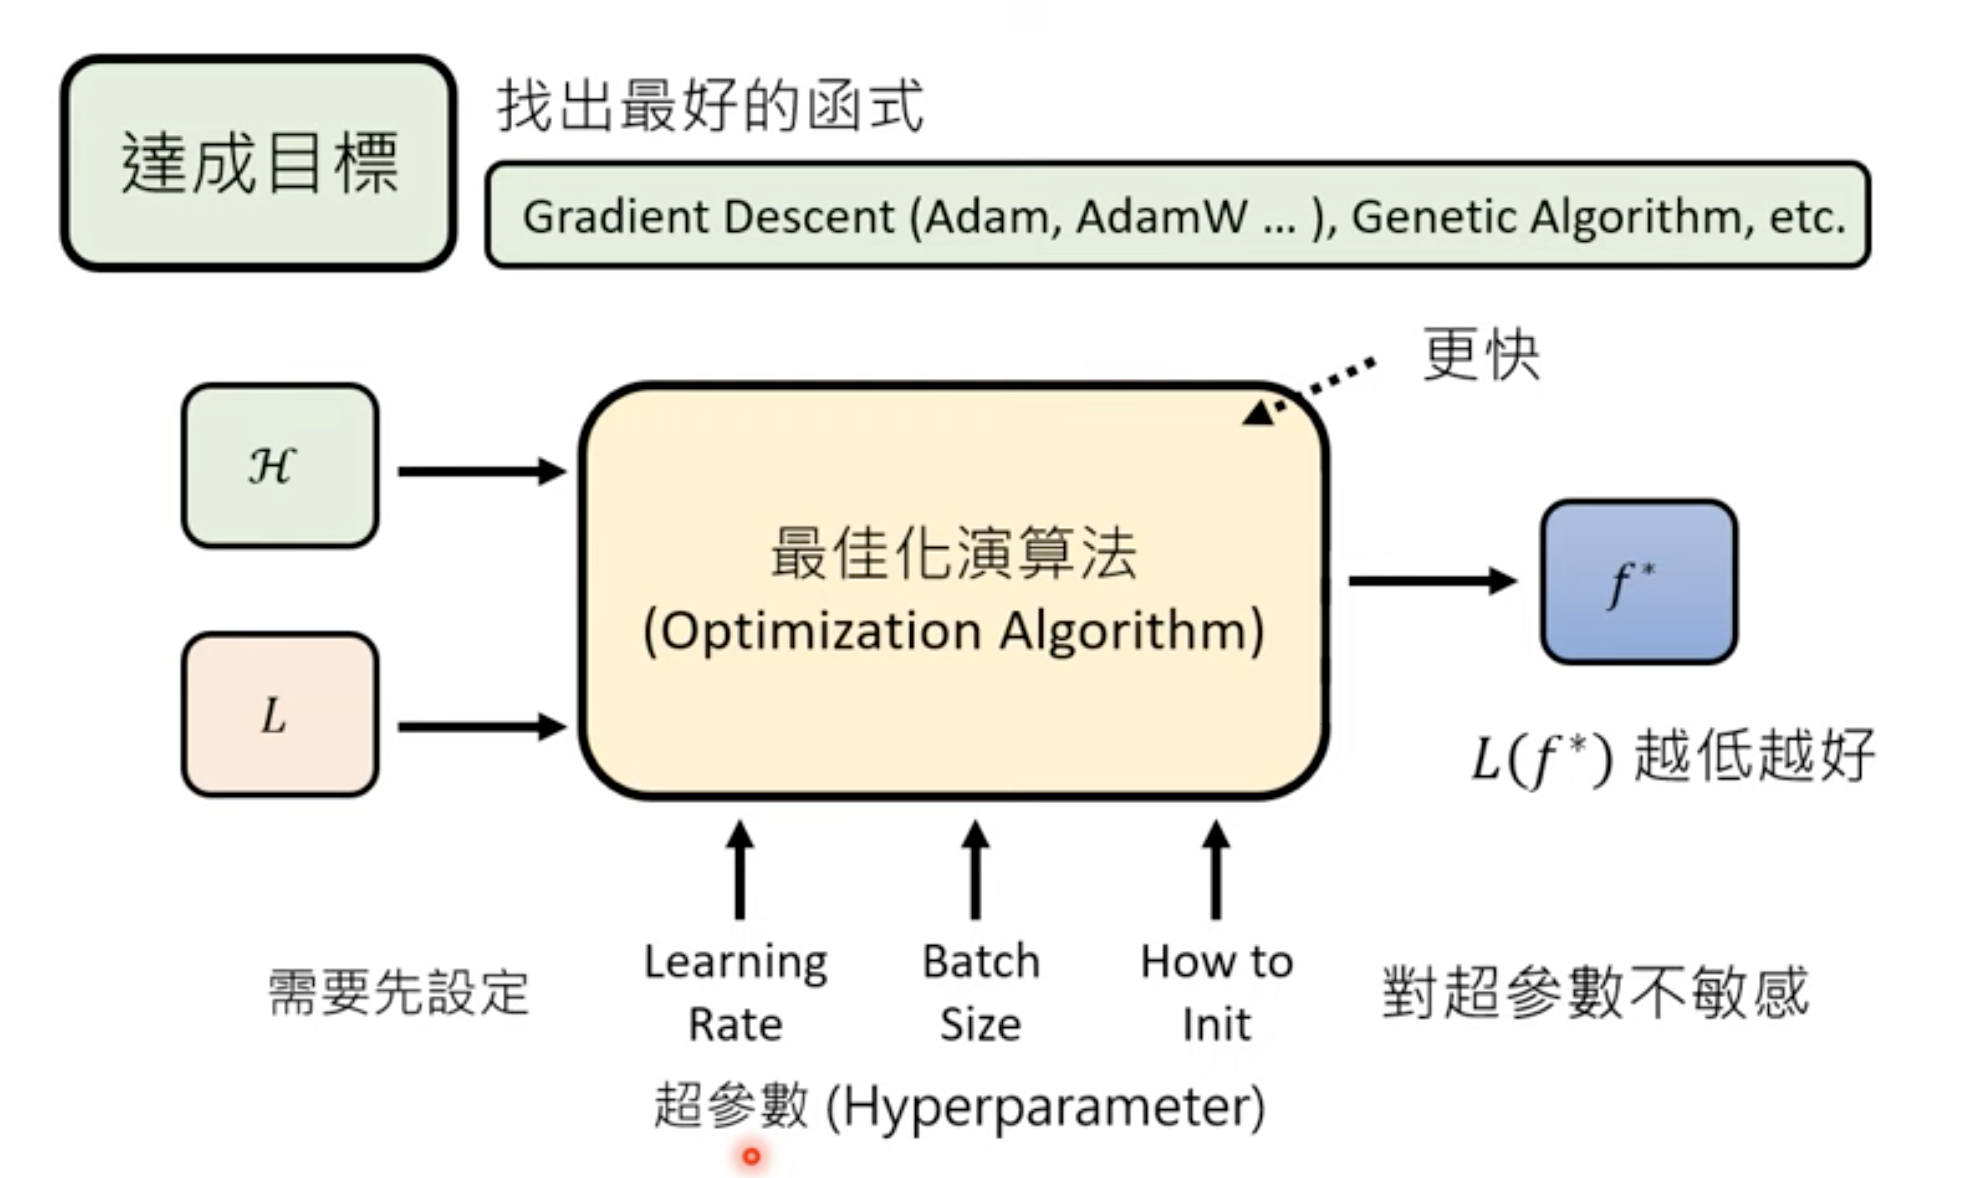 達成目標
找出最好的函式
Gradient Descent (Adam, AdamW ... ), Genetic Algorithm, etc.
更快
ℋ
L
最佳化演算法
(Optimization Algorithm)
f*
L(f*) 越低越好
需要先設定
Learning Rate
Batch Size
How to Init
對超參數不敏感
超參數 (Hyperparameter)